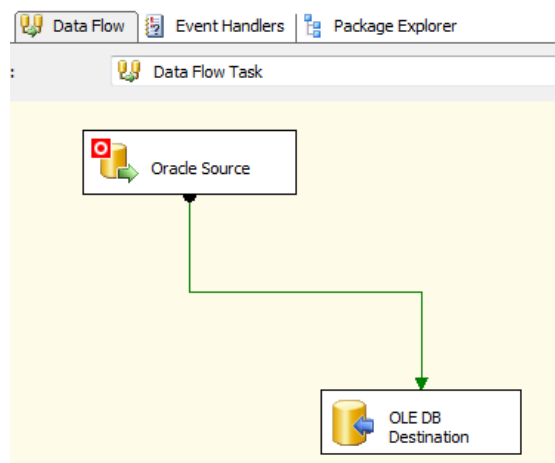 Data Flow Event Handlers Package Explorer
: Data Flow Task
Oracle Source
OLE DB
Destination